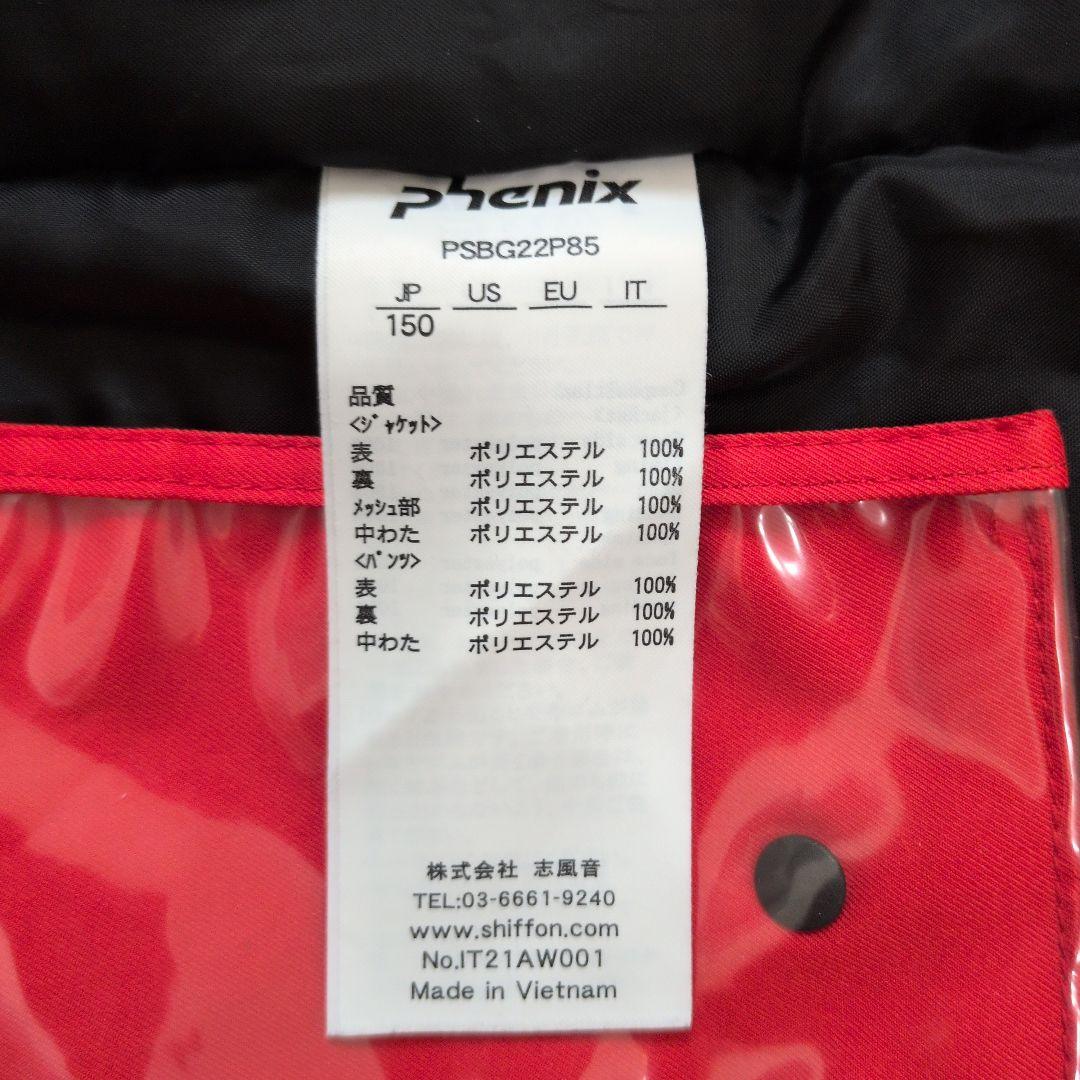 phenix
PSBG22P85
JP US EU IT
150
品質
<ジャケット>
表 ポリエステル 100%
裏 ポリエステル 100%
メッシュ部 ポリエステル 100%
中わた ポリエステル 100%
<パンツ>
表 ポリエステル 100%
裏 ポリエステル 100%
中わた ポリエステル 100%
株式会社 志風音
TEL:03-6661-9240
www.shiffon.com
No.IT21AW001
Made in Vietnam